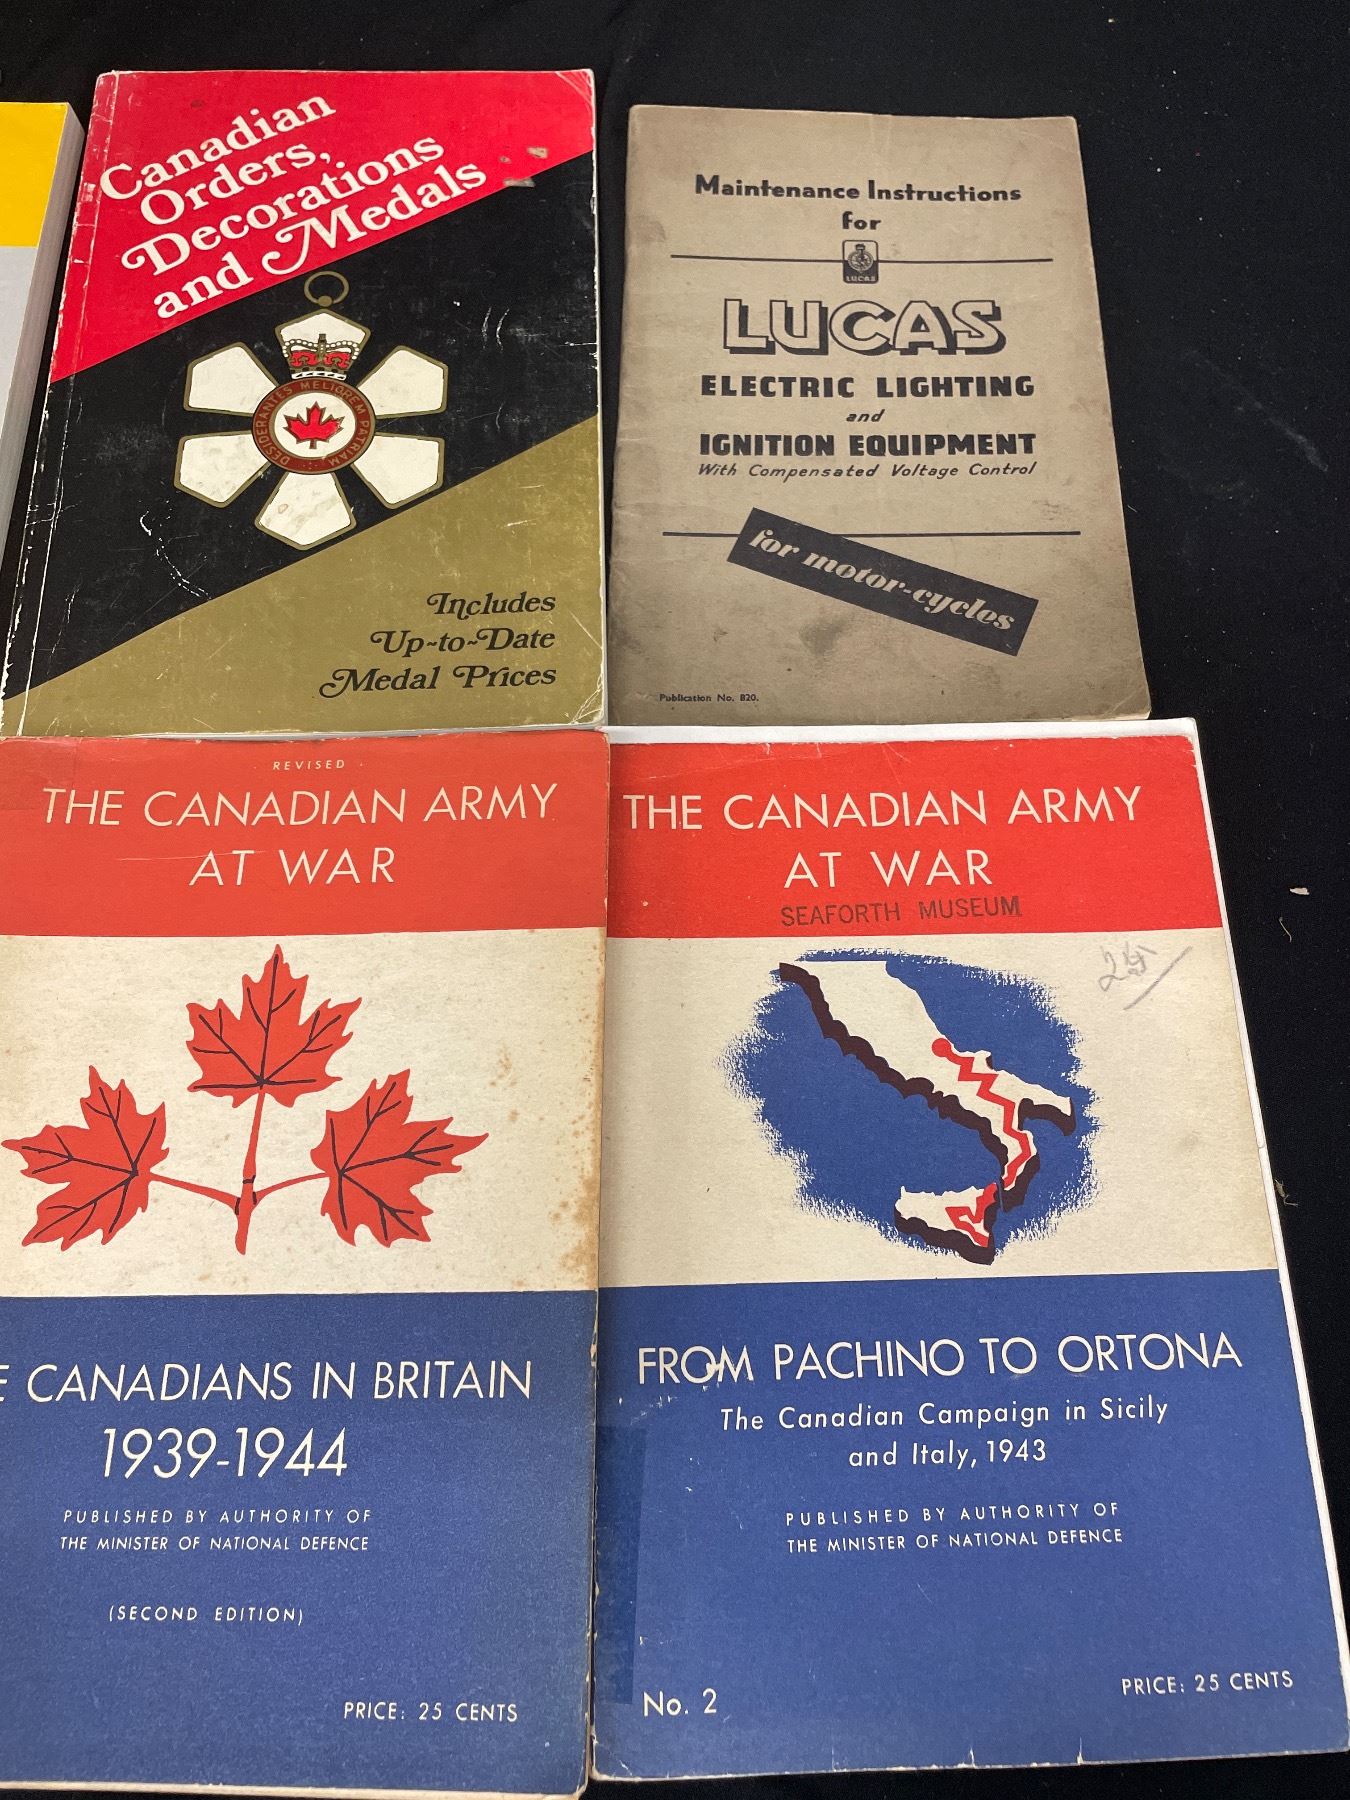 Canadian
Orders,
Decorations
and Medals
DESIDERANTES MELIOREM PATRIAM
Includes
Up-to-Date
Medal Prices
Maintenance Instructions
for
LUCAS
LUCAS
ELECTRIC LIGHTING
and
IGNITION EQUIPMENT
With Compensated Voltage Control
for motor-cycles
Publication No. 820.
REVISED
THE CANADIAN ARMY
AT WAR
E CANADIANS IN BRITAIN
1939-1944
PUBLISHED BY AUTHORITY OF
THE MINISTER OF NATIONAL DEFENCE
(SECOND EDITION)
PRICE: 25 CENTS
THE CANADIAN ARMY
AT WAR
SEAFORTH MUSEUM
FROM PACHINO TO ORTONA
The Canadian Campaign in Sicily
and Italy, 1943
PUBLISHED BY AUTHORITY OF
THE MINISTER OF NATIONAL DEFENCE
No. 2
PRICE: 25 CENTS